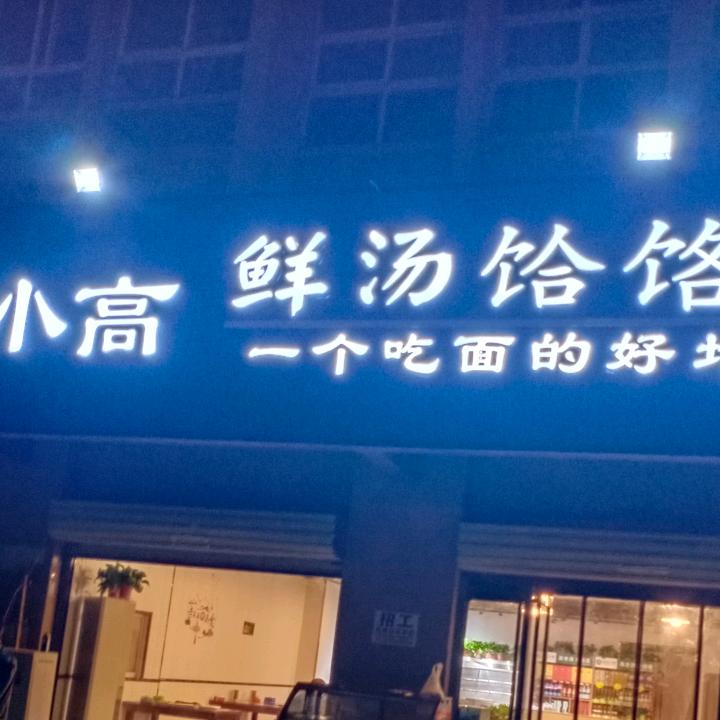 小高
鲜汤饸饹
一个吃面的好
招工